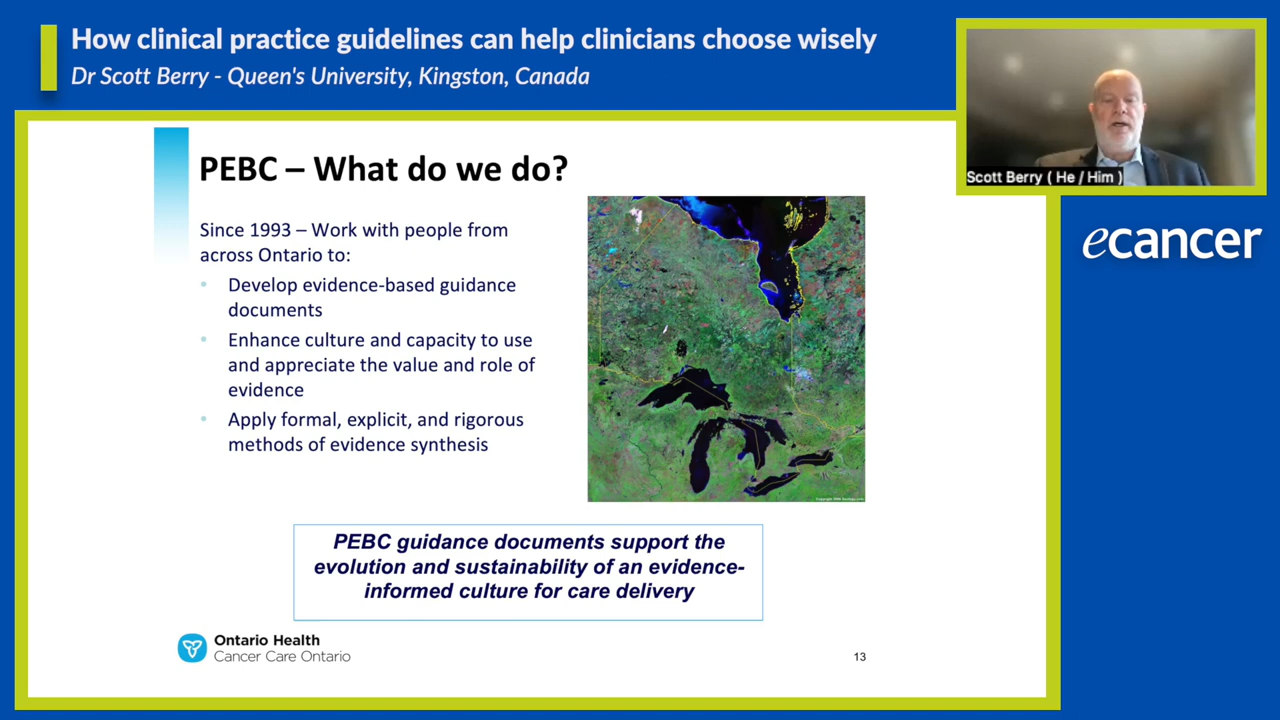 How clinical practice guidelines can help clinicians choose wisely
Dr Scott Berry - Queen's University, Kingston, Canada
Scott Berry ( He / Him )
ecancer
PEBC – What do we do?
Since 1993 – Work with people from
across Ontario to:
• Develop evidence-based guidance
documents
• Enhance culture and capacity to use
and appreciate the value and role of
evidence
• Apply formal, explicit, and rigorous
methods of evidence synthesis
PEBC guidance documents support the
evolution and sustainability of an evidence-
informed culture for care delivery
Ontario Health
Cancer Care Ontario
13